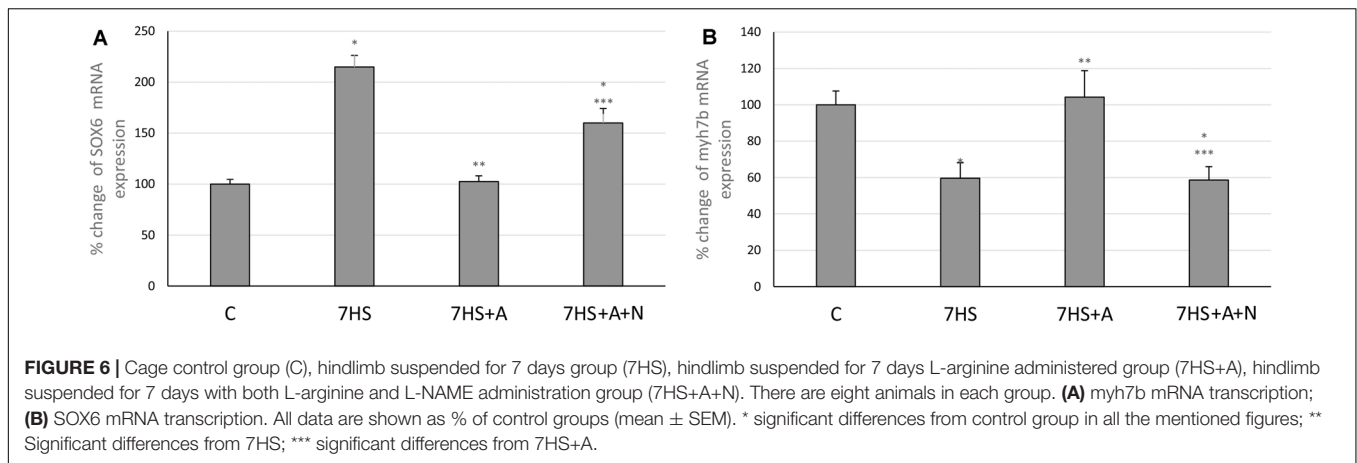 A
% change of SOX6 mRNA
expression
250
200
150
100
50
0
*
**
*
***
C 7HS 7HS+A 7HS+A+N
B
% change of myh7b mRNA
expression
140
120
100
80
60
40
20
0
*
**
*
***
C 7HS 7HS+A 7HS+A+N
FIGURE 6 | Cage control group (C), hindlimb suspended for 7 days group (7HS), hindlimb suspended for 7 days L-arginine administered group (7HS+A), hindlimb
suspended for 7 days with both L-arginine and L-NAME administration group (7HS+A+N). There are eight animals in each group. (A) myh7b mRNA transcription;
(B) SOX6 mRNA transcription. All data are shown as % of control groups (mean ± SEM). * significant differences from control group in all the mentioned figures; **
Significant differences from 7HS; *** significant differences from 7HS+A.